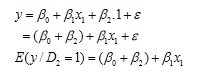 y = β₀ + β₁x₁ + β₂.1 + ε
= (β₀ + β₂) + β₁x₁ + ε
E(y / D₂ = 1) = (β₀ + β₂) + β₁x₁